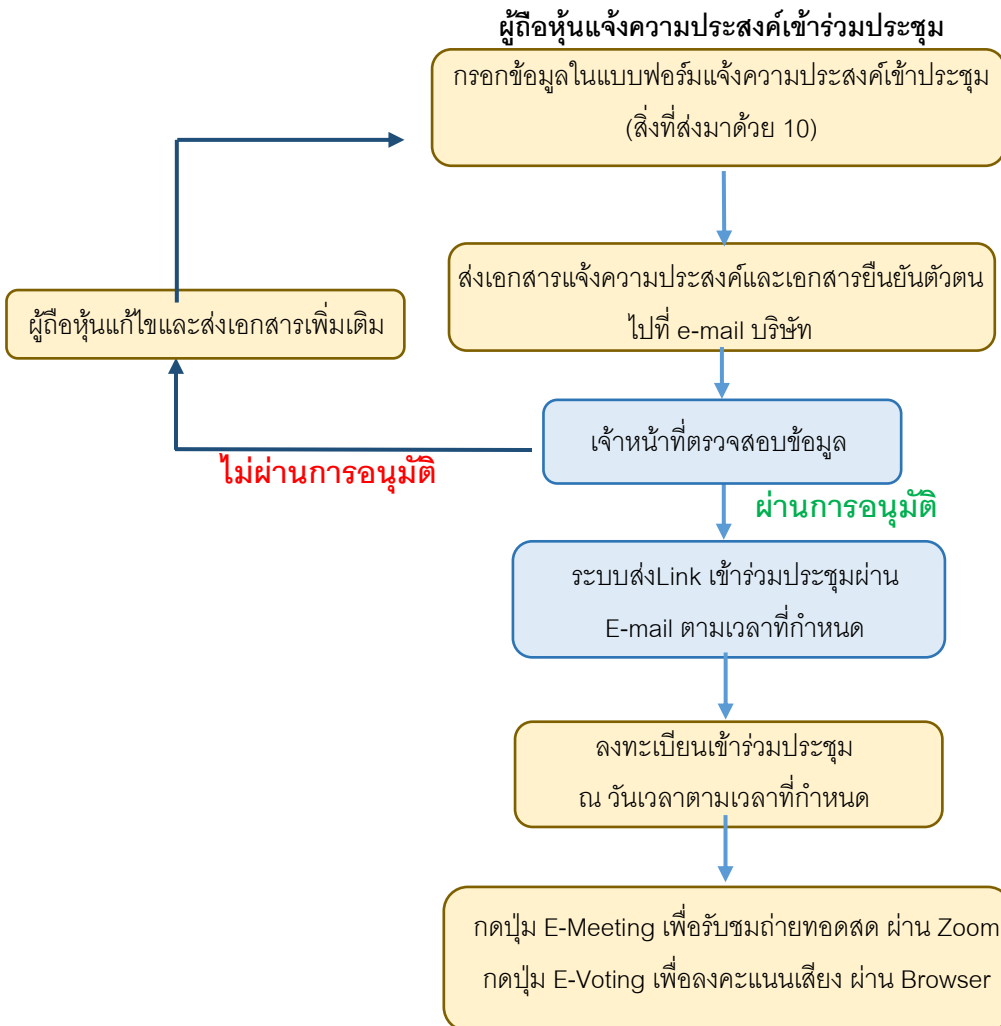 ผู้ถือหุ้นแจ้งความประสงค์เข้าร่วมประชุม
กรอกข้อมูลในแบบฟอร์มแจ้งความประสงค์เข้าประชุม
(สิ่งที่ส่งมาด้วย 10)
ส่งเอกสารแจ้งความประสงค์และเอกสารยืนยันตัวตน
ไปที่ e-mail บริษัท
ผู้ถือหุ้นแก้ไขและส่งเอกสารเพิ่มเติม
เจ้าหน้าที่ตรวจสอบข้อมูล
ไม่ผ่านการอนุมัติ
ผ่านการอนุมัติ
ระบบส่งLink เข้าร่วมประชุมผ่าน
E-mail ตามเวลาที่กำหนด
ลงทะเบียนเข้าร่วมประชุม
ณ วันเวลาตามเวลาที่กำหนด
กดปุ่ม E-Meeting เพื่อรับชมถ่ายทอดสด ผ่าน Zoom
กดปุ่ม E-Voting เพื่อลงคะแนนเสียง ผ่าน Browser